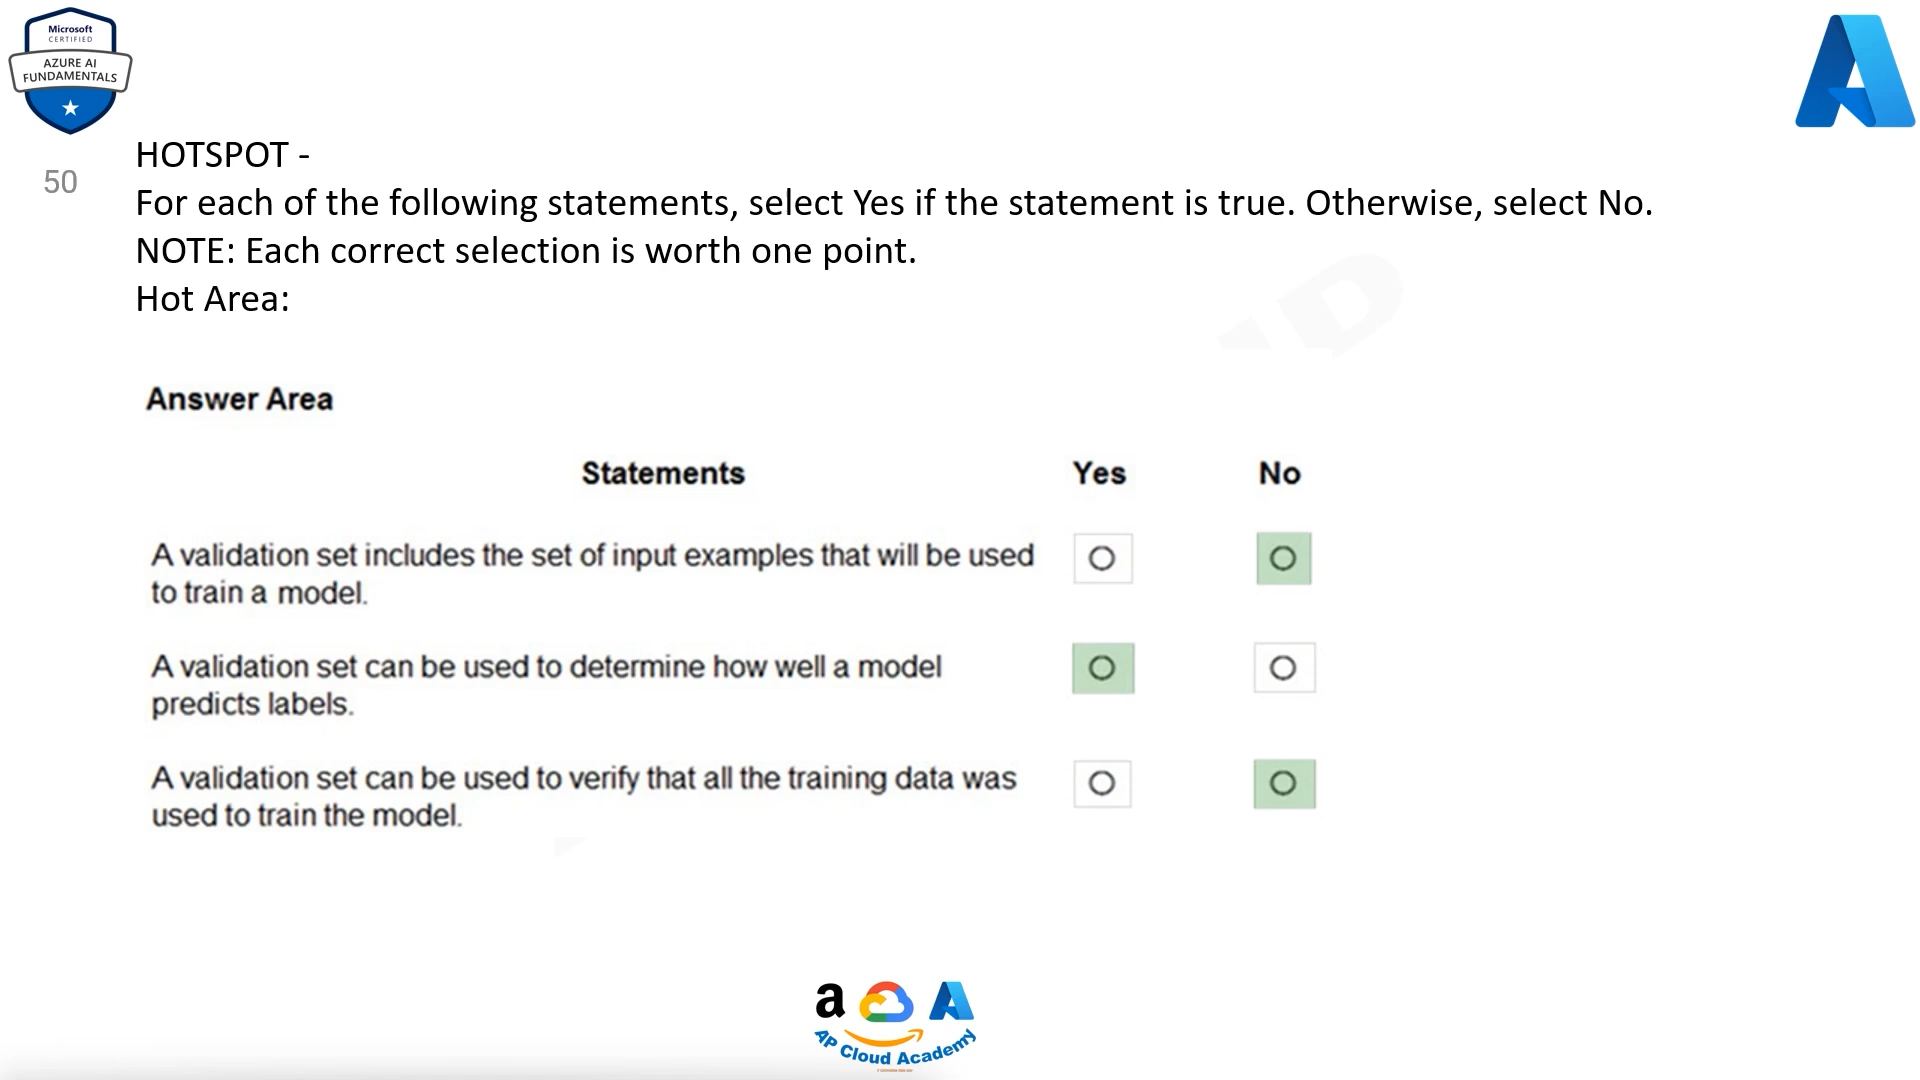 Microsoft
CERTIFIED
AZURE AI
FUNDAMENTALS
50
HOTSPOT -
For each of the following statements, select Yes if the statement is true. Otherwise, select No.
NOTE: Each correct selection is worth one point.
Hot Area:
Answer Area
Statements Yes No
A validation set includes the set of input examples that will be used
to train a model.
A validation set can be used to determine how well a model
predicts labels.
A validation set can be used to verify that all the training data was
used to train the model.
a
AP Cloud Academy